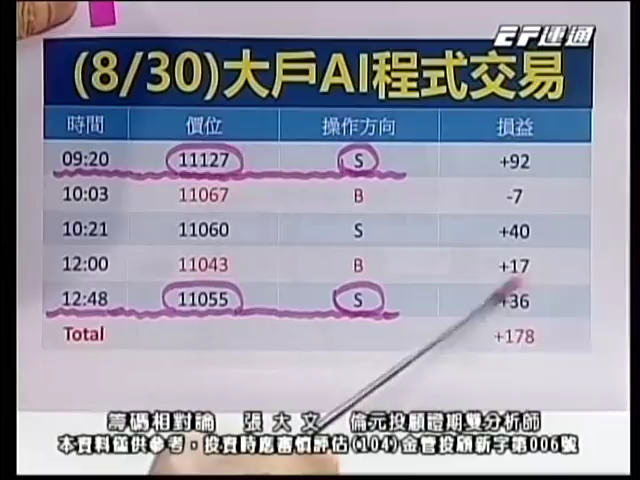 EF運通
(8/30)大戶AI程式交易
時間 價位 操作方向 損益
09:20 11127 S +92
10:03 11067 B -7
10:21 11060 S +40
12:00 11043 B +17
12:48 11055 S +36
Total +178
籌碼相對論 張大文 倫元投顧證期雙分析師
本資料僅供參考，投資時應審慎評估(104)金管投顧新字第006號